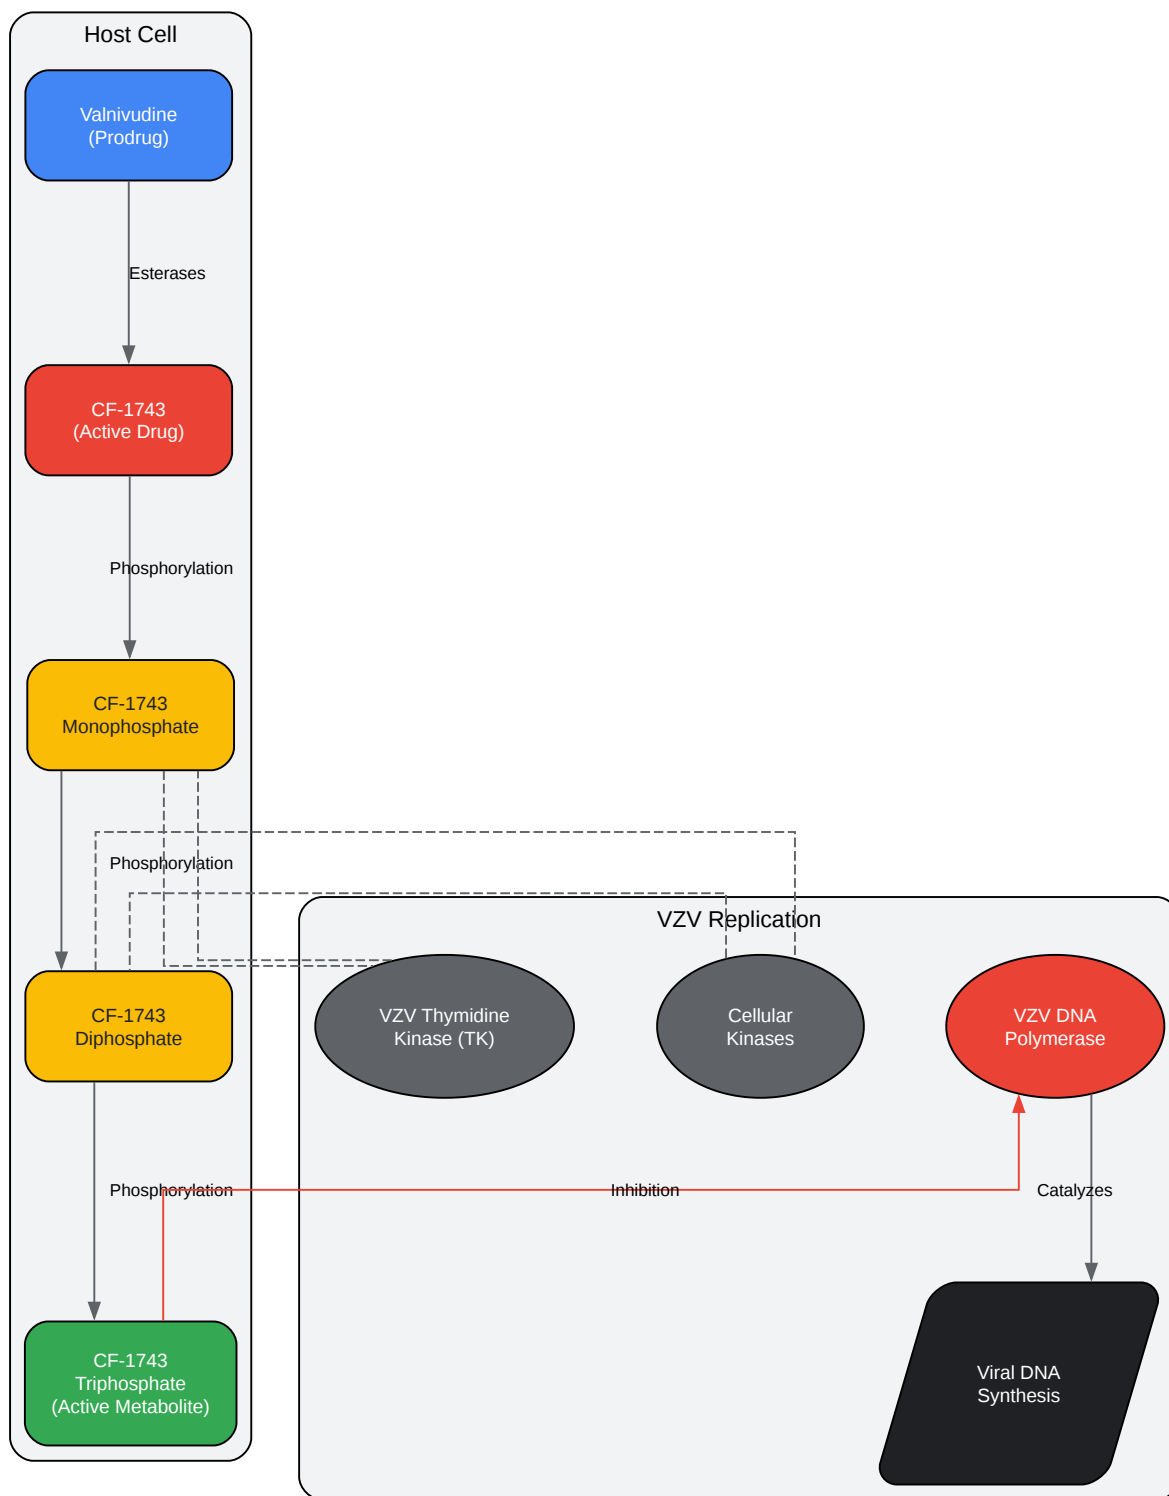 Host Cell
Valnivudine
(Prodrug)
Esterases
CF-1743
(Active Drug)
Phosphorylation
CF-1743
Monophosphate
Phosphorylation
VZV Replication
CF-1743
Diphosphate
VZV Thymidine
Kinase (TK)
Cellular
Kinases
VZV DNA
Polymerase
Phosphorylation
Inhibition
Catalyzes
CF-1743
Triphosphate
(Active Metabolite)
Viral DNA
Synthesis